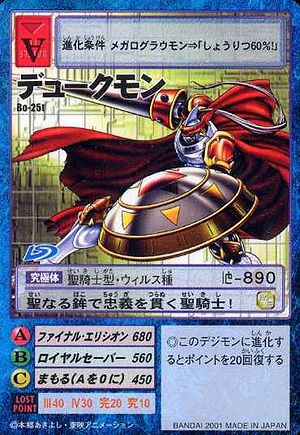 V
進化条件 メガログラウモン⇒「しょうりつ60%!」
デュークモン
Bo-25t
究極体
聖騎士型・ウィルス種
-890
聖なる鉾で忠義を貫く聖騎士!
A ファイナル・エリシオン 680
B ロイヤルセーバー 560
C まもる(Aを0に) 450
◎このデジモンに進化するとポイントを20回復する
LOST POINT
III40 IV30 完20 究10
©本郷あきよし・東映アニメーション
BANDAI 2001 MADE IN JAPAN